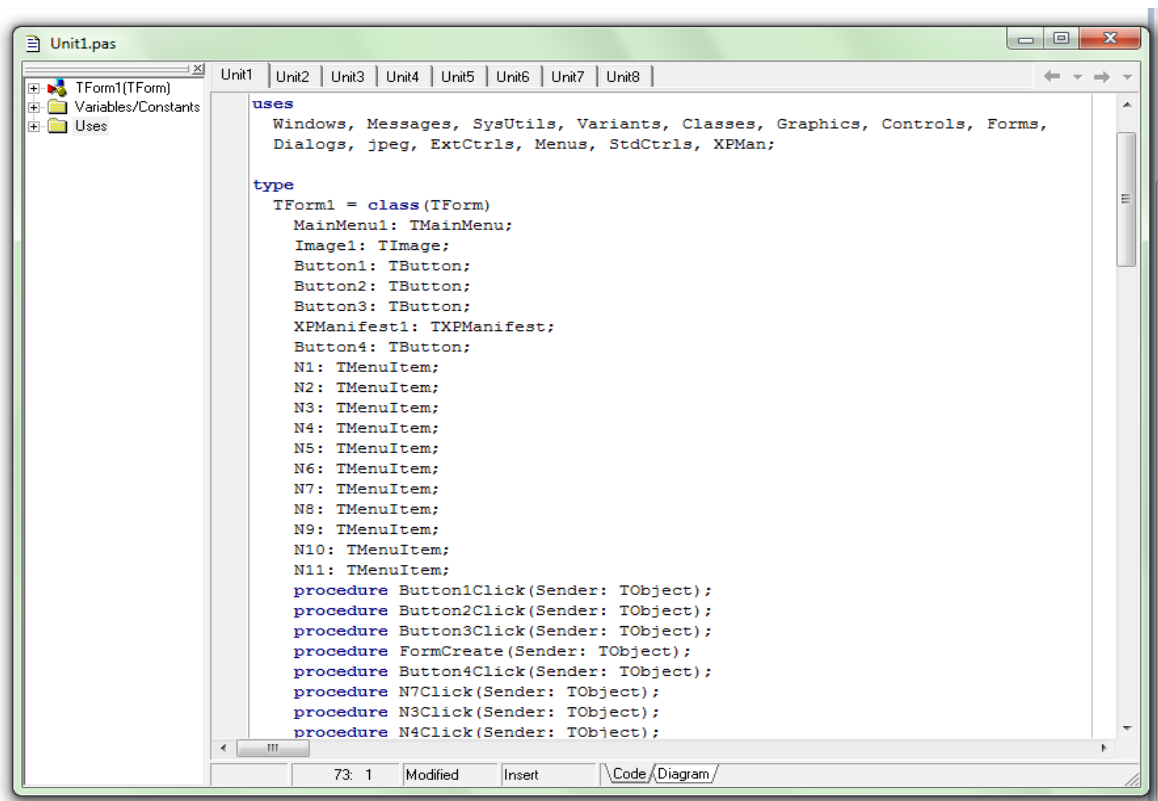 Unit1.pas
TForm1(TForm)
Variables/Constants
Uses
Unit1 Unit2 Unit3 Unit4 Unit5 Unit6 Unit7 Unit8
uses
Windows, Messages, SysUtils, Variants, Classes, Graphics, Controls, Forms,
Dialogs, jpeg, ExtCtrls, Menus, StdCtrls, XPMan;
type
TForm1 = class(TForm)
MainMenu1: TMainMenu;
Image1: TImage;
Button1: TButton;
Button2: TButton;
Button3: TButton;
XPManifest1: TXPManifest;
Button4: TButton;
N1: TMenuItem;
N2: TMenuItem;
N3: TMenuItem;
N4: TMenuItem;
N5: TMenuItem;
N6: TMenuItem;
N7: TMenuItem;
N8: TMenuItem;
N9: TMenuItem;
N10: TMenuItem;
N11: TMenuItem;
procedure Button1Click(Sender: TObject);
procedure Button2Click(Sender: TObject);
procedure Button3Click(Sender: TObject);
procedure FormCreate(Sender: TObject);
procedure Button4Click(Sender: TObject);
procedure N7Click(Sender: TObject);
procedure N3Click(Sender: TObject);
procedure N4Click(Sender: TObject);
73: 1 Modified Insert Code Diagram